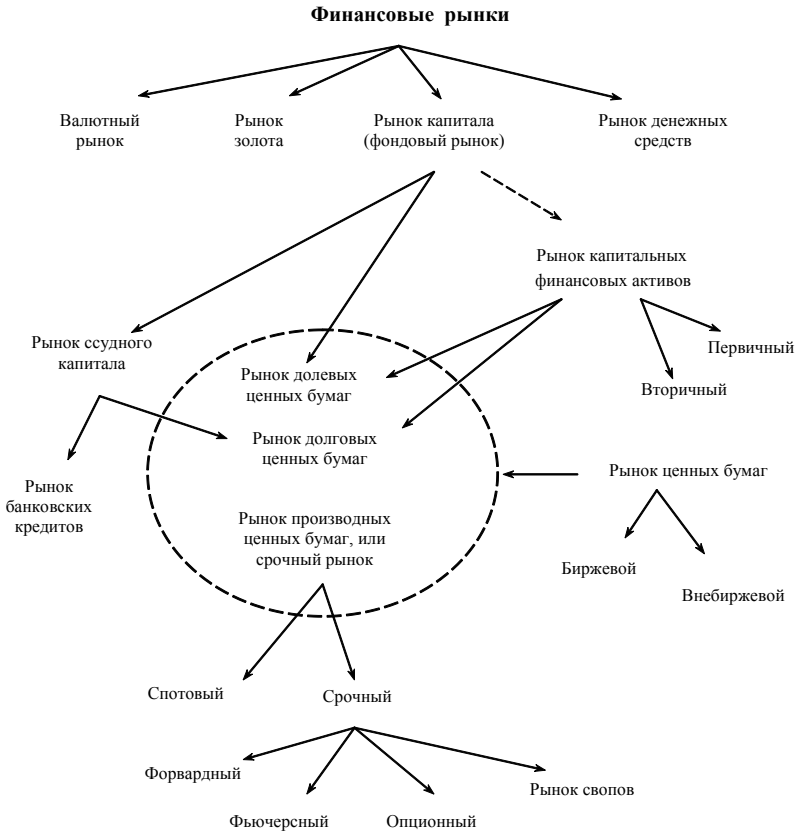 Финансовые рынки
Валютный
рынок
Рынок
золота
Рынок капитала
(фондовый рынок)
Рынок денежных
средств
Рынок капитальных
финансовых активов
Первичный
Вторичный
Рынок ссудного
капитала
Рынок долевых
ценных бумаг
Рынок долговых
ценных бумаг
Рынок ценных бумаг
Рынок
банковских
кредитов
Рынок производных
ценных бумаг, или
срочный рынок
Биржевой
Внебиржевой
Спотовый
Срочный
Форвардный
Фьючерсный
Опционный
Рынок свопов